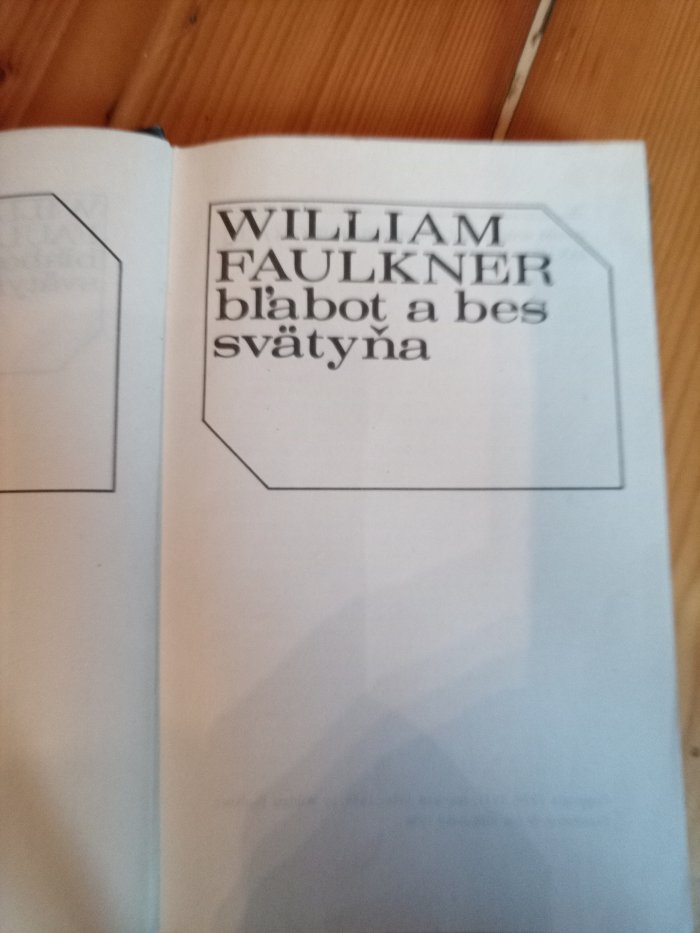 WILLIAM
FAULKNER
bľabot a bes
svätyňa